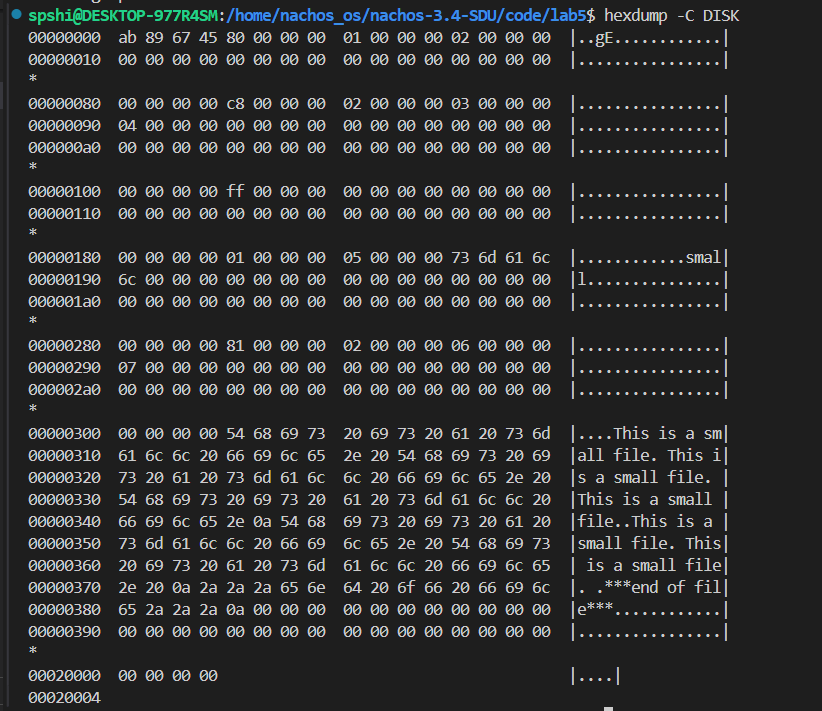 spshi@DESKTOP-977R4SM:/home/nachos_os/nachos-3.4-SDU/code/lab5$ hexdump -C DISK
00000000  ab 89 67 45 80 00 00 00  01 00 00 00 02 00 00 00  |..gE............|
00000010  00 00 00 00 00 00 00 00  00 00 00 00 00 00 00 00  |................|
*
00000080  00 00 00 00 c8 00 00 00  02 00 00 00 03 00 00 00  |................|
00000090  04 00 00 00 00 00 00 00  00 00 00 00 00 00 00 00  |................|
000000a0  00 00 00 00 00 00 00 00  00 00 00 00 00 00 00 00  |................|
*
00000100  00 00 00 00 ff 00 00 00  00 00 00 00 00 00 00 00  |................|
00000110  00 00 00 00 00 00 00 00  00 00 00 00 00 00 00 00  |................|
*
00000180  00 00 00 00 01 00 00 00  05 00 00 00 73 6d 61 6c  |............smal|
00000190  6c 00 00 00 00 00 00 00  00 00 00 00 00 00 00 00  |l...............|
000001a0  00 00 00 00 00 00 00 00  00 00 00 00 00 00 00 00  |................|
*
00000280  00 00 00 00 81 00 00 00  02 00 00 00 06 00 00 00  |................|
00000290  07 00 00 00 00 00 00 00  00 00 00 00 00 00 00 00  |................|
000002a0  00 00 00 00 00 00 00 00  00 00 00 00 00 00 00 00  |................|
*
00000300  00 00 00 00 54 68 69 73  20 69 73 20 61 20 73 6d  |....This is a sm|
00000310  61 6c 6c 20 66 69 6c 65  2e 20 54 68 69 73 20 69  |all file. This i|
00000320  73 20 61 20 73 6d 61 6c  6c 20 66 69 6c 65 2e 20  |s a small file. |
00000330  54 68 69 73 20 69 73 20  61 20 73 6d 61 6c 6c 20  |This is a small |
00000340  66 69 6c 65 2e 0a 54 68  69 73 20 69 73 20 61 20  |file..This is a |
00000350  73 6d 61 6c 6c 20 66 69  6c 65 2e 20 54 68 69 73  |small file. This|
00000360  20 69 73 20 61 20 73 6d  61 6c 6c 20 66 69 6c 65  | is a small file|
00000370  2e 20 0a 2a 2a 2a 65 6e  64 20 6f 66 20 66 69 6c  |. .***end of fil|
00000380  65 2a 2a 2a 0a 00 00 00  00 00 00 00 00 00 00 00  |e***............|
00000390  00 00 00 00 00 00 00 00  00 00 00 00 00 00 00 00  |................|
*
00020000  00 00 00 00                                       |....|
00020004